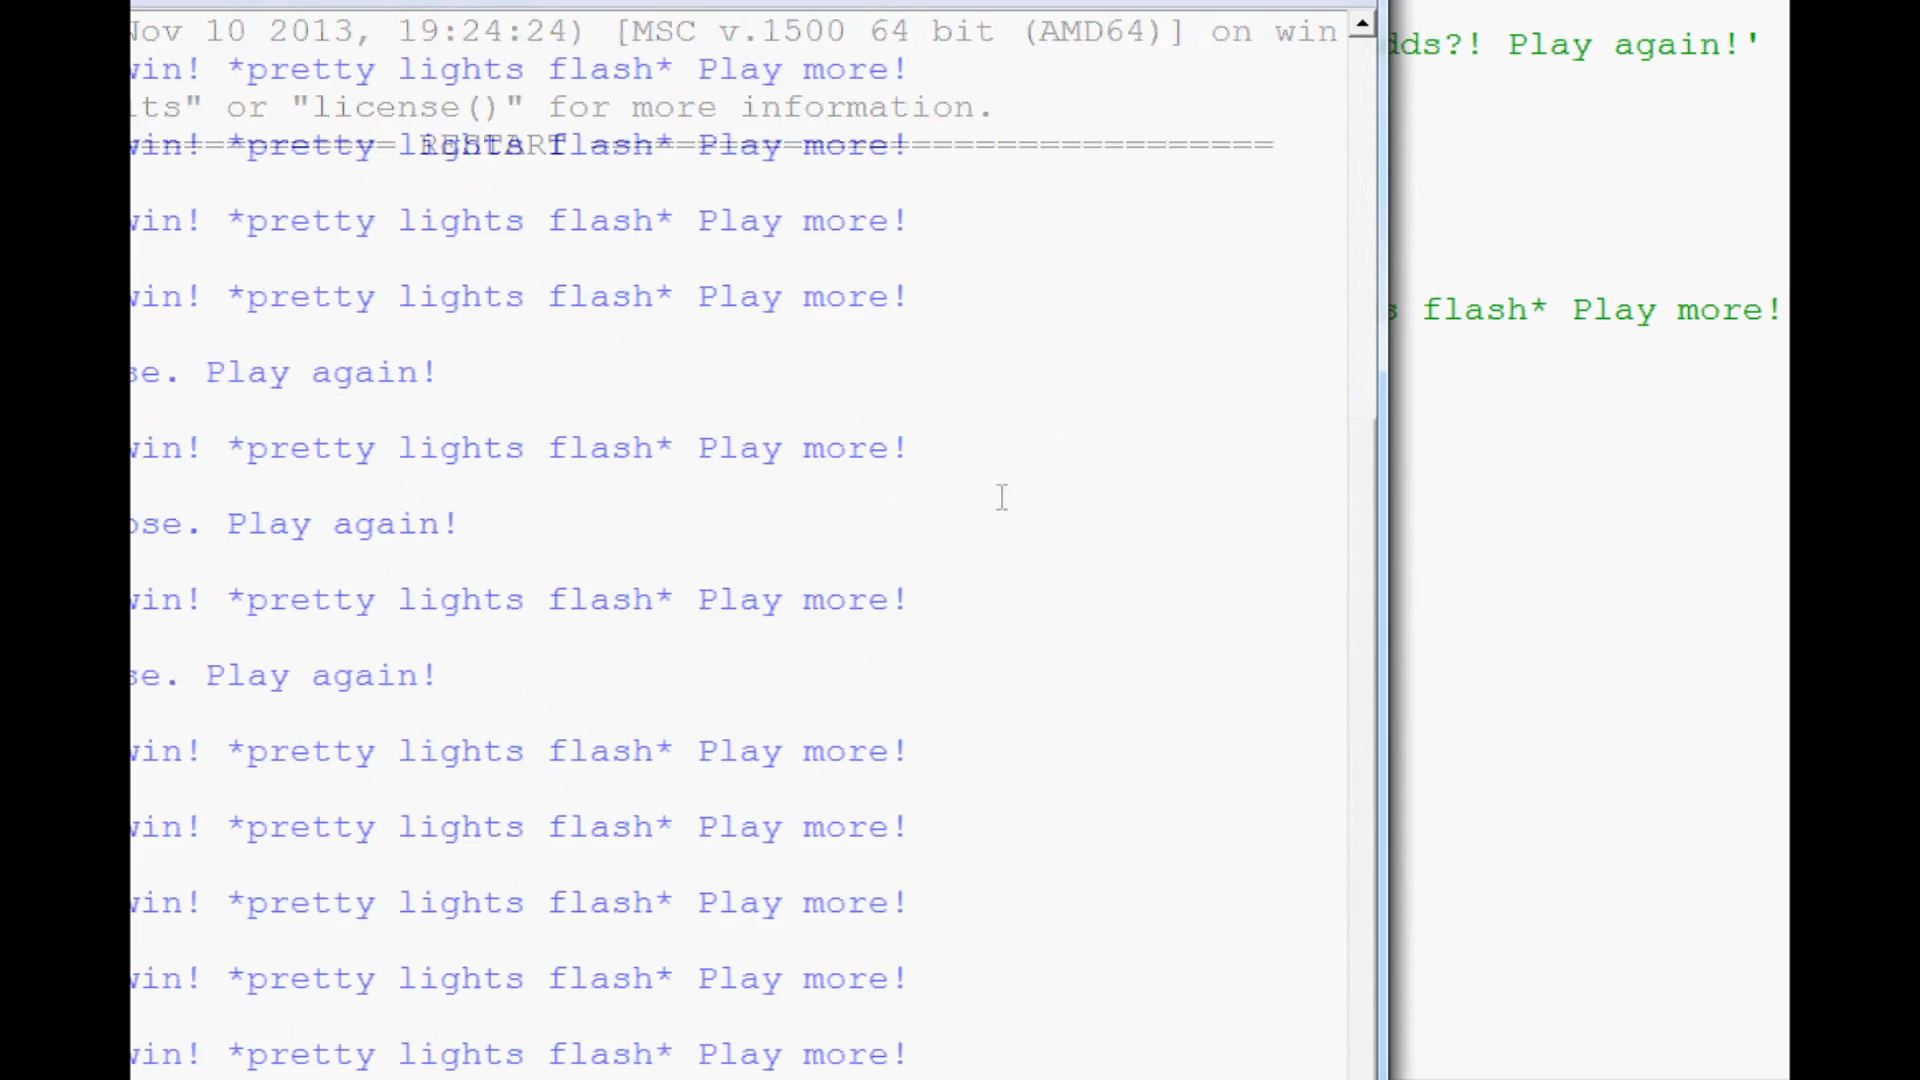 Nov 10 2013, 19:24:24) [MSC v.1500 64 bit (AMD64)] on win
win! *pretty lights flash* Play more!
its" or "license()" for more information.
win! *pretty lights flash* Play more!
============ RESTART ================================
win! *pretty lights flash* Play more!
win! *pretty lights flash* Play more!
se. Play again!
win! *pretty lights flash* Play more!
ose. Play again!
win! *pretty lights flash* Play more!
se. Play again!
win! *pretty lights flash* Play more!
win! *pretty lights flash* Play more!
win! *pretty lights flash* Play more!
win! *pretty lights flash* Play more!
win! *pretty lights flash* Play more!
dds?! Play again!'
s flash* Play more!